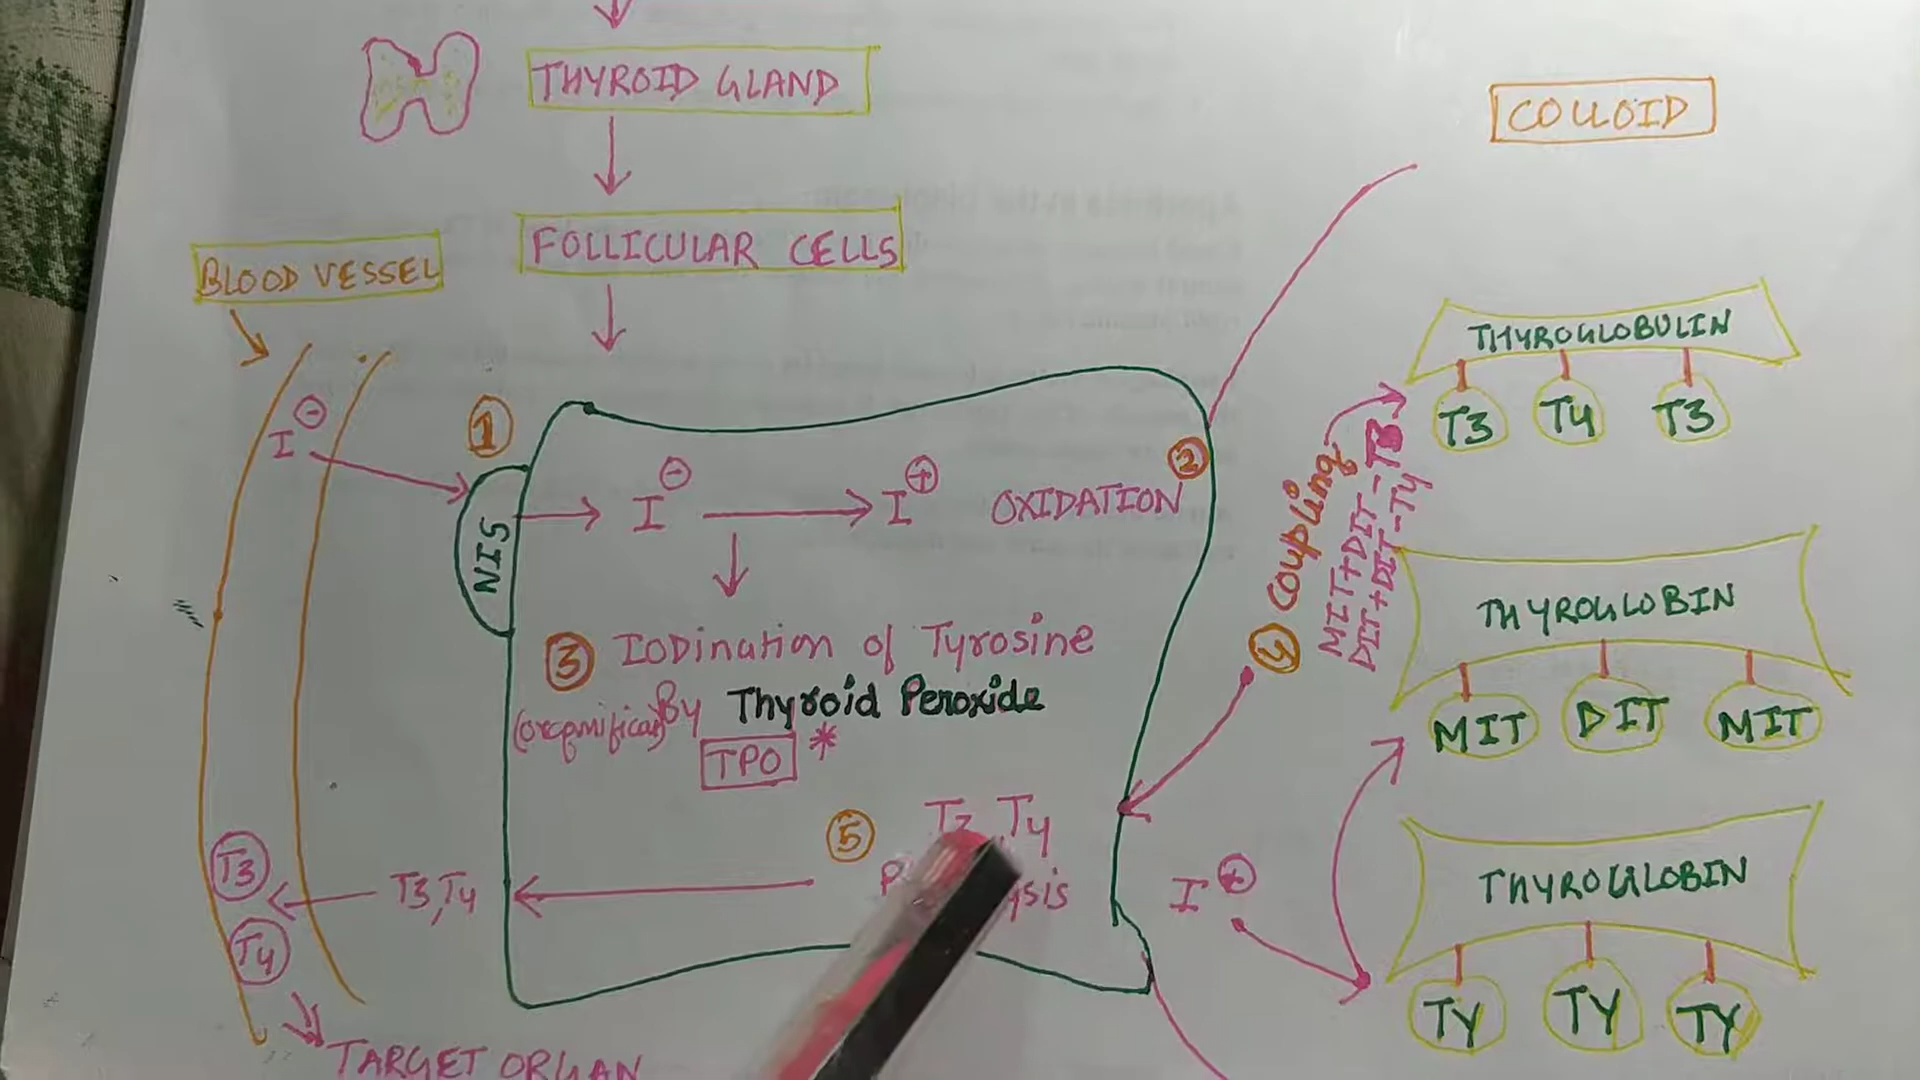 THYROID GLAND
COLLOID
FOLLICULAR CELLS
BLOOD VESSEL
THYROGLOBULIN
T3 T4 T3
I⊖
1
NIS
I⊖ I⊕ OXIDATION
2
4 Coupling
MIT+DIT-T3
DIT+DIT-T4
THYROGLOBIN
MIT DIT MIT
3 IODination of Tyrosine
By Thyroid Peroxide
TPO *
5 T3,T4
T3,T4
T3
T4
I⊕
THYROGLOBIN
TY TY TY
TARGET ORGAN